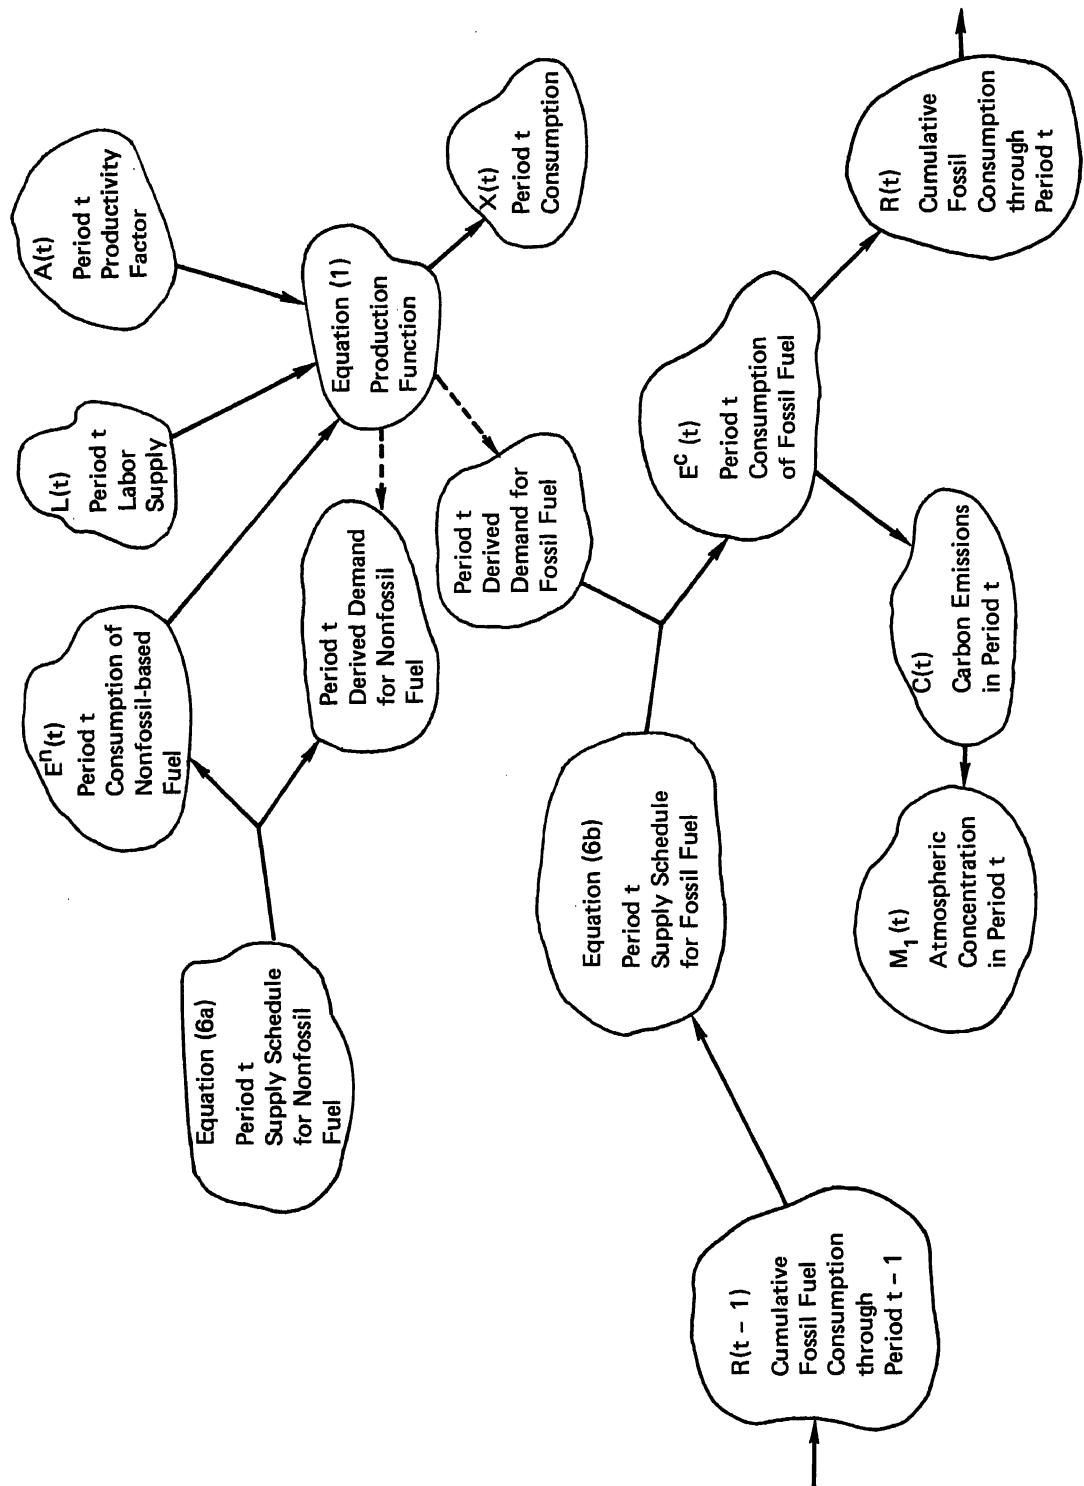 A(t)
Period t
Productivity
Factor
L(t)
Period t
Labor
Supply
Eⁿ(t)
Period t
Consumption of
Nonfossil-based
Fuel
Equation (6a)
Period t
Supply Schedule
for Nonfossil
Fuel
Period t
Derived Demand
for Nonfossil
Fuel
Equation (1)
Production
Function
X(t)
Period t
Consumption
Period t
Derived
Demand for
Fossil Fuel
Equation (6b)
Period t
Supply Schedule
for Fossil Fuel
Eᶜ (t)
Period t
Consumption
of Fossil Fuel
R(t – 1)
Cumulative
Fossil Fuel
Consumption
through
Period t – 1
M₁ (t)
Atmospheric
Concentration
in Period t
C(t)
Carbon Emissions
in Period t
R(t)
Cumulative
Fossil
Consumption
through
Period t